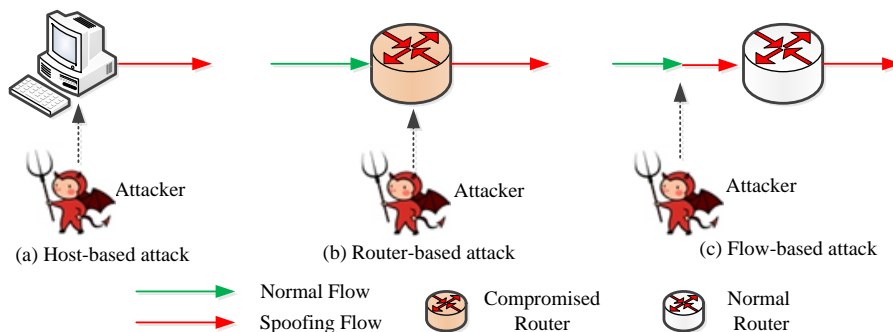 Attacker
Attacker
Attacker
(a) Host-based attack
(b) Router-based attack
(c) Flow-based attack
Normal Flow
Spoofing Flow
Compromised
Router
Normal
Router